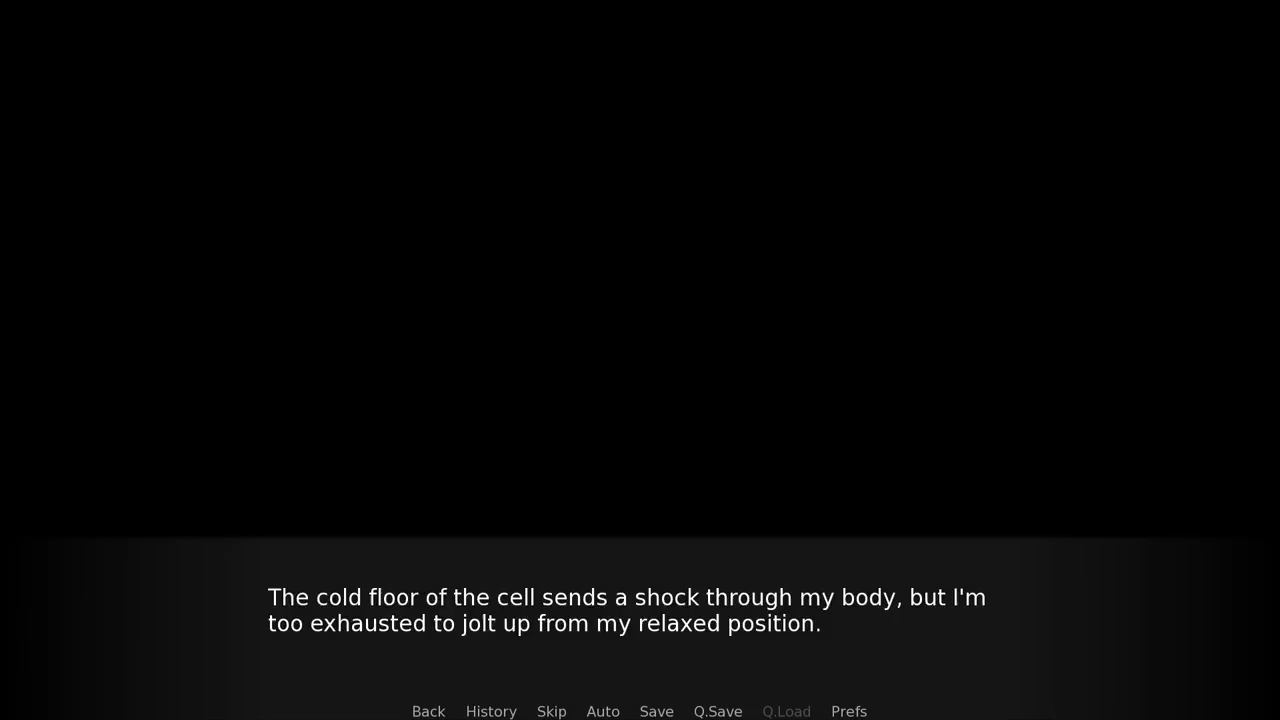 The cold floor of the cell sends a shock through my body, but I'm
too exhausted to jolt up from my relaxed position.
Back History Skip Auto Save Q.Save Q.Load Prefs